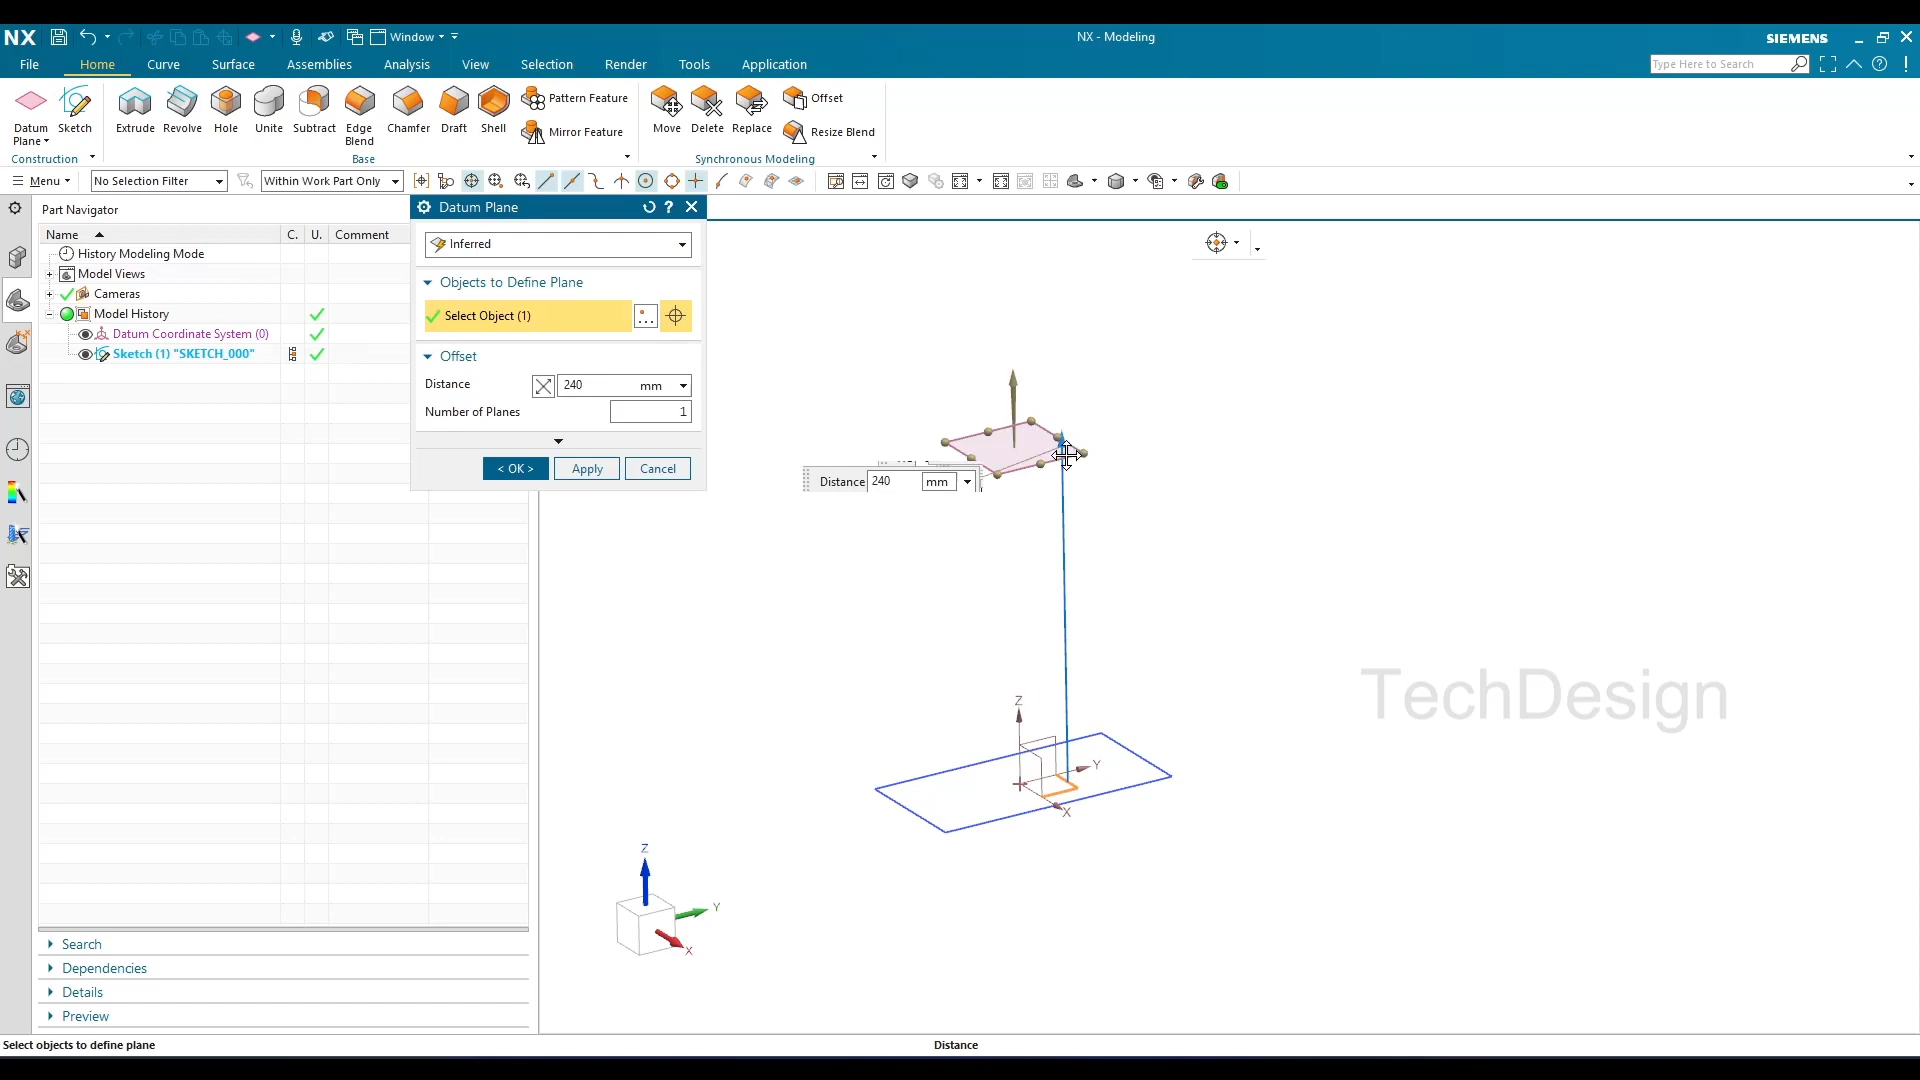 NX
Window
NX - Modeling
SIEMENS
File
Home
Curve
Surface
Assemblies
Analysis
View
Selection
Render
Tools
Application
Type Here to Search
Datum
Plane
Sketch
Extrude
Revolve
Hole
Unite
Subtract
Edge
Blend
Chamfer
Draft
Shell
Pattern Feature
Mirror Feature
Move
Delete
Replace
Offset
Resize Blend
Construction
Base
Synchronous Modeling
Menu
No Selection Filter
Within Work Part Only
Part Navigator
Name
C.
U.
Comment
History Modeling Mode
Model Views
Cameras
Model History
Datum Coordinate System (0)
Sketch (1) "SKETCH_000"
Datum Plane
Inferred
Objects to Define Plane
Select Object (1)
Offset
Distance
240
mm
Number of Planes
1
< OK >
Apply
Cancel
Distance
240
mm
Z
Y
X
TechDesign
Z
Y
X
Search
Dependencies
Details
Preview
Select objects to define plane
Distance